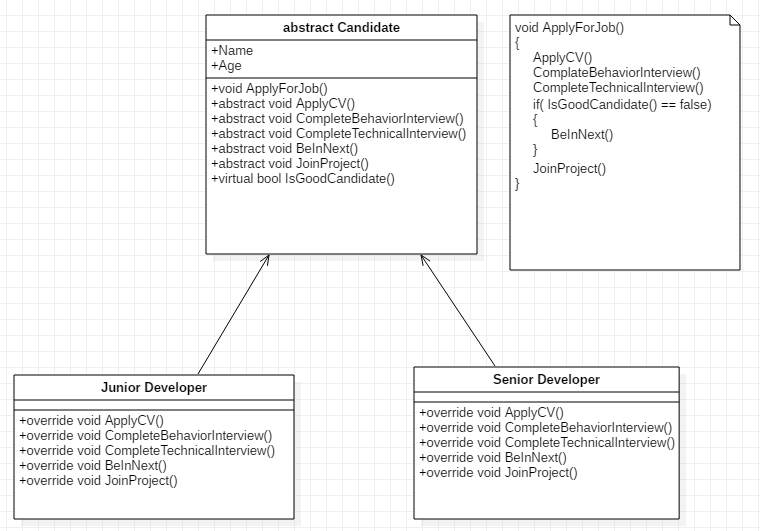 abstract Candidate
+Name
+Age
+void ApplyForJob()
+abstract void ApplyCV()
+abstract void CompleteBehaviorInterview()
+abstract void CompleteTechnicalInterview()
+abstract void BeInNext()
+abstract void JoinProject()
+virtual bool IsGoodCandidate()
void ApplyForJob()
{
ApplyCV()
ComplateBehaviorInterview()
CompleteTechnicalInterview()
if( IsGoodCandidate() == false)
{
BeInNext()
}
JoinProject()
}
Junior Developer
+override void ApplyCV()
+override void CompleteBehaviorInterview()
+override void CompleteTechnicalInterview()
+override void BeInNext()
+override void JoinProject()
Senior Developer
+override void ApplyCV()
+override void CompleteBehaviorInterview()
+override void CompleteTechnicalInterview()
+override void BeInNext()
+override void JoinProject()